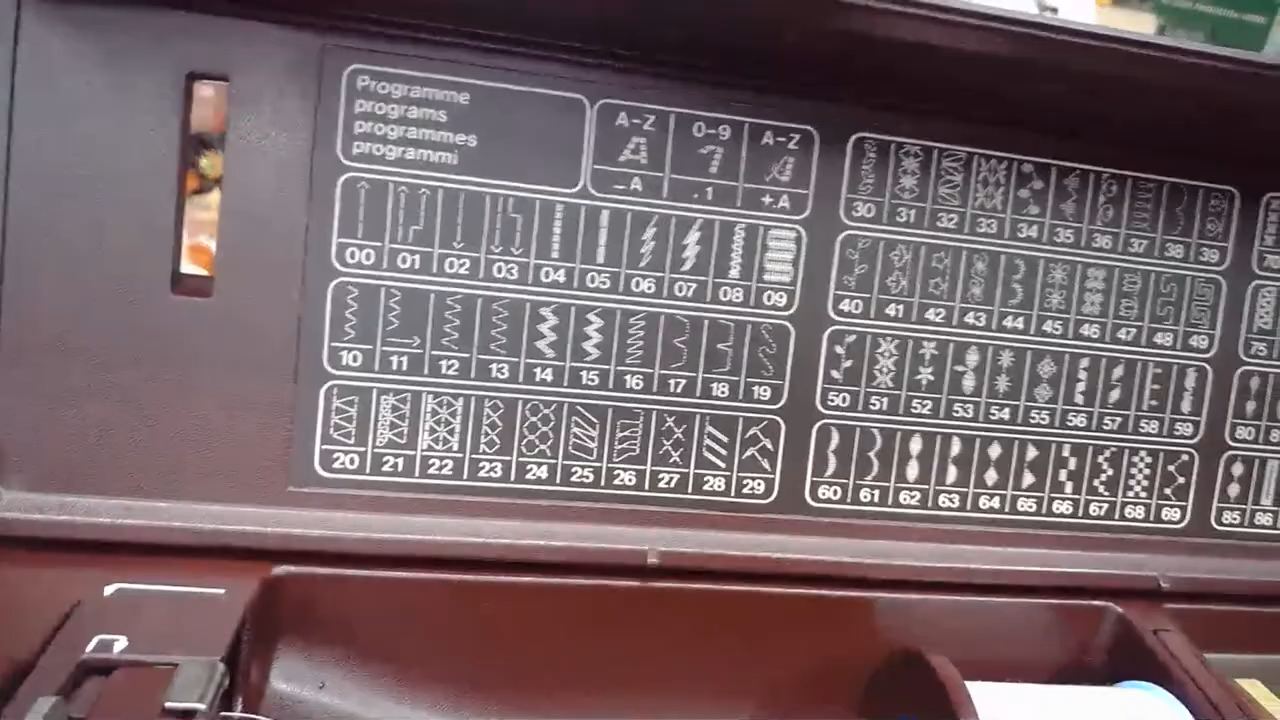 Programme
programs
programmes
programmi
A-Z 0-9 A-Z
A 1 A
–A .1 +.A
00 01 02 03 04 05 06 07 08 09
10 11 12 13 14 15 16 17 18 19
20 21 22 23 24 25 26 27 28 29
30 31 32 33 34 35 36 37 38 39
40 41 42 43 44 45 46 47 48 49
50 51 52 53 54 55 56 57 58 59
60 61 62 63 64 65 66 67 68 69
70
75
80
85 86